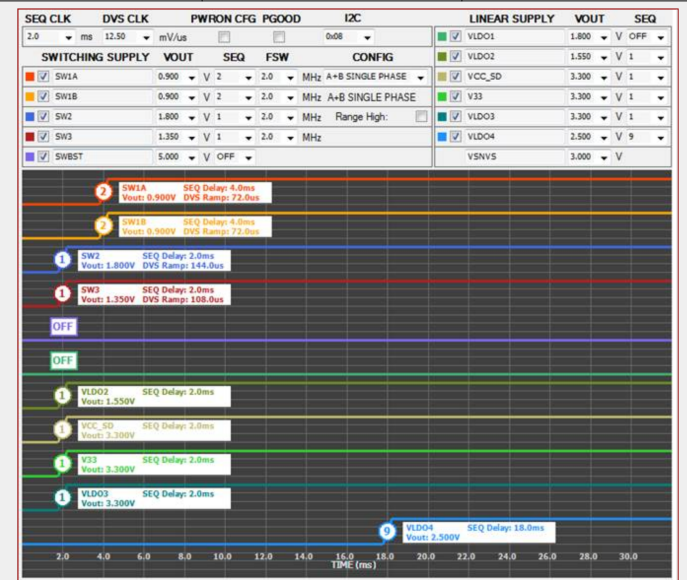 SEQ CLK DVS CLK PWRON CFG PGOOD I2C LINEAR SUPPLY VOUT SEQ
2.0 ms 12.50 mV/us 0x08 VLDO1 1.800 V OFF
SWITCHING SUPPLY VOUT SEQ FSW CONFIG VLDO2 1.550 V 1
SW1A 0.900 V 2 2.0 MHz A+B SINGLE PHASE VCC_SD 3.300 V 1
SW1B 0.900 V 2 2.0 MHz A+B SINGLE PHASE V33 3.300 V 1
SW2 1.800 V 1 2.0 MHz Range High: VLDO3 3.300 V 1
SW3 1.350 V 1 2.0 MHz VLDO4 2.500 V 9
SWBST 5.000 V OFF VSNVS 3.000 V
2 SW1A SEQ Delay: 4.0ms
Vout: 0.900V DVS Ramp: 72.0us
2 SW1B SEQ Delay: 4.0ms
Vout: 0.900V DVS Ramp: 72.0us
1 SW2 SEQ Delay: 2.0ms
Vout: 1.800V DVS Ramp: 144.0us
1 SW3 SEQ Delay: 2.0ms
Vout: 1.350V DVS Ramp: 108.0us
OFF
OFF
1 VLDO2 SEQ Delay: 2.0ms
Vout: 1.550V
1 VCC_SD SEQ Delay: 2.0ms
Vout: 3.300V
1 V33 SEQ Delay: 2.0ms
Vout: 3.300V
1 VLDO3 SEQ Delay: 2.0ms
Vout: 3.300V
9 VLDO4 SEQ Delay: 18.0ms
Vout: 2.500V
2.0 4.0 6.0 8.0 10.0 12.0 14.0 16.0 18.0 20.0 22.0 24.0 26.0 28.0 30.0
TIME (ms)